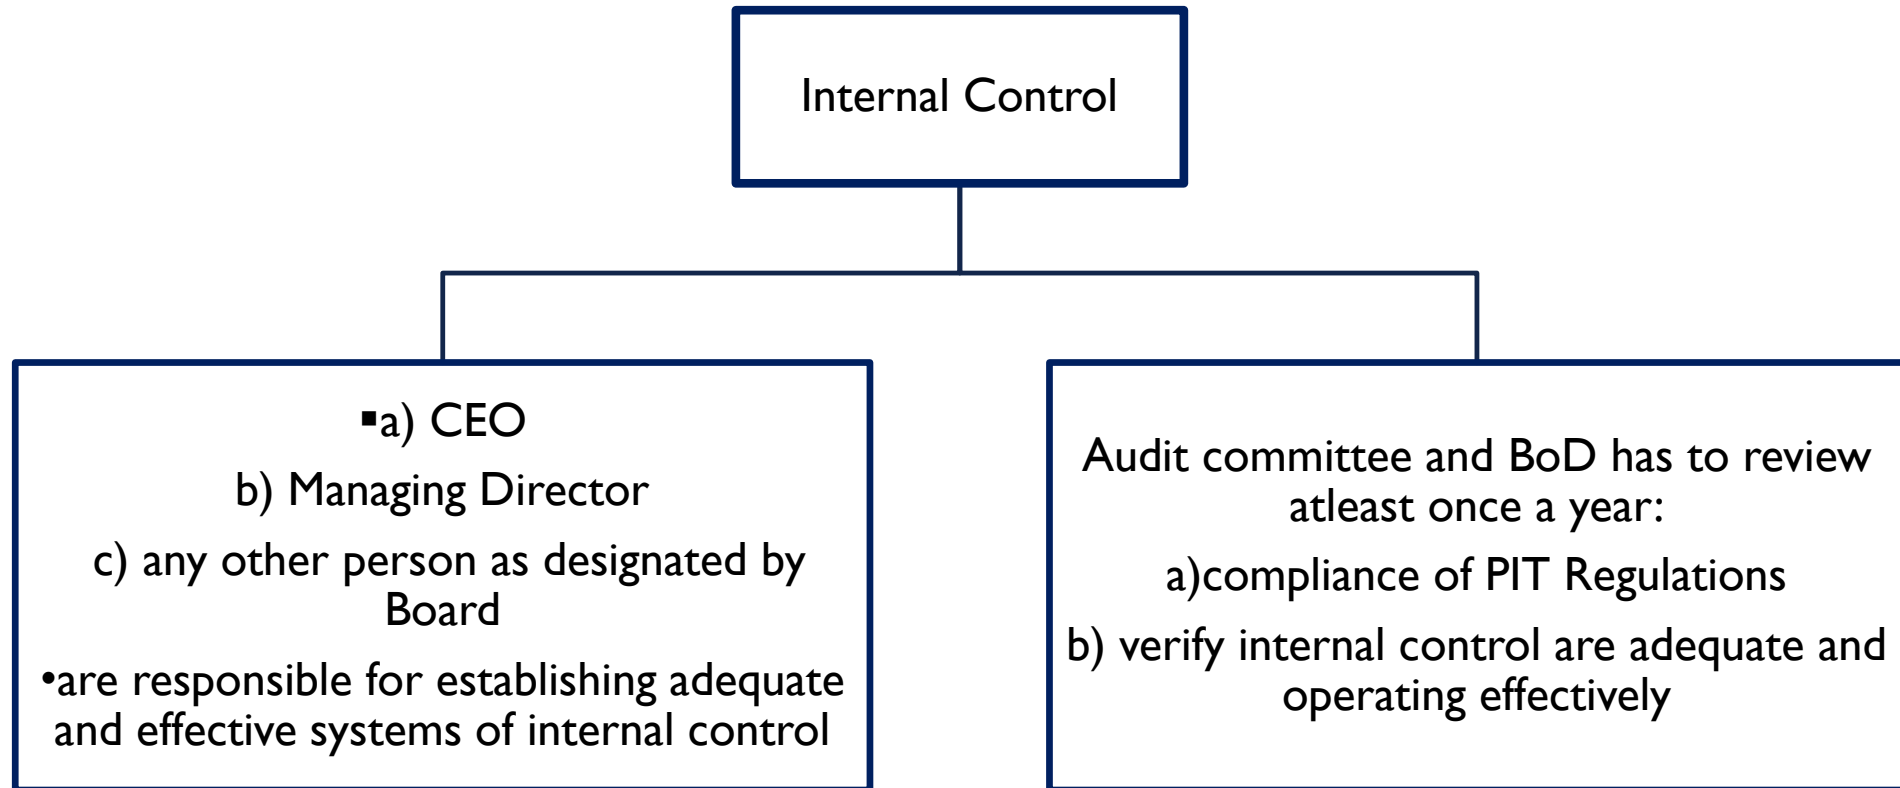 Internal Control
▪a) CEO
b) Managing Director
c) any other person as designated by
Board
•are responsible for establishing adequate
and effective systems of internal control
Audit committee and BoD has to review
atleast once a year:
a)compliance of PIT Regulations
b) verify internal control are adequate and
operating effectively